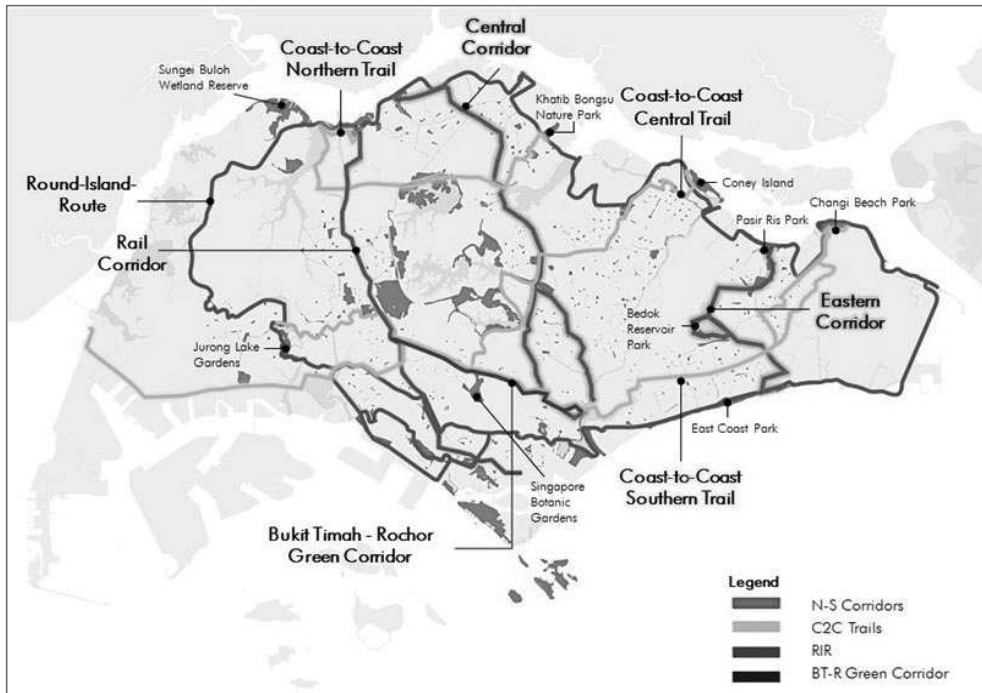 Central
Corridor
Coast-to-Coast
Northern Trail
Sungei Buloh
Wetland Reserve
Khatib Bongsu
Nature Park
Coast-to-Coast
Central Trail
Round-Island-
Route
Coney Island
Changi Beach Park
Pasir Ris Park
Rail
Corridor
Eastern
Corridor
Bedok
Reservoir
Park
Jurong Lake
Gardens
East Coast Park
Coast-to-Coast
Southern Trail
Singapore
Botanic
Gardens
Bukit Timah - Rochor
Green Corridor
Legend
N-S Corridors
C2C Trails
RIR
BT-R Green Corridor